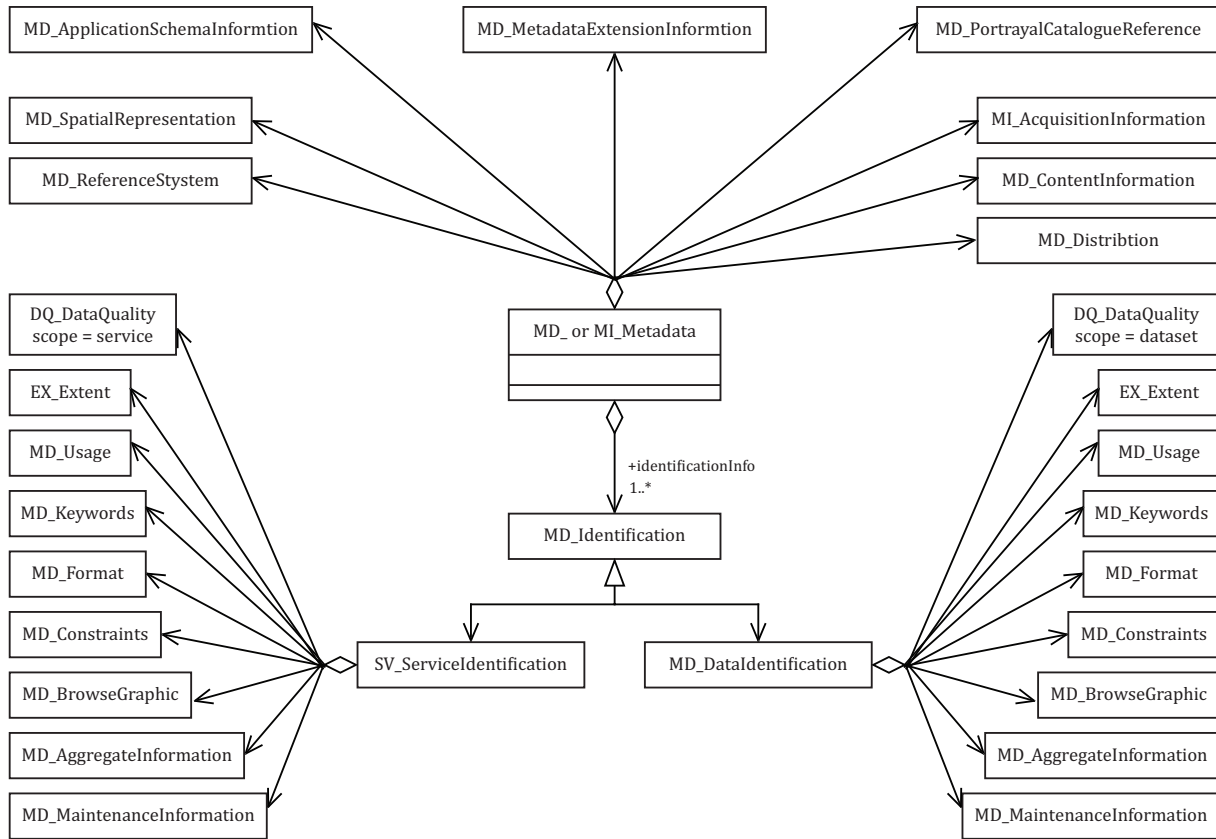 MD_ApplicationSchemaInformtion
MD_MetadataExtensionInformtion
MD_PortrayalCatalogueReference
MD_SpatialRepresentation
MI_AcquisitionInformation
MD_ReferenceStystem
MD_ContentInformation
MD_Distribtion
DQ_DataQuality
scope = service
MD_ or MI_Metadata
DQ_DataQuality
scope = dataset
EX_Extent
EX_Extent
MD_Usage
+identificationInfo
1..*
MD_Usage
MD_Keywords
MD_Identification
MD_Keywords
MD_Format
MD_Format
MD_Constraints
MD_Constraints
SV_ServiceIdentification
MD_DataIdentification
MD_BrowseGraphic
MD_BrowseGraphic
MD_AggregateInformation
MD_AggregateInformation
MD_MaintenanceInformation
MD_MaintenanceInformation